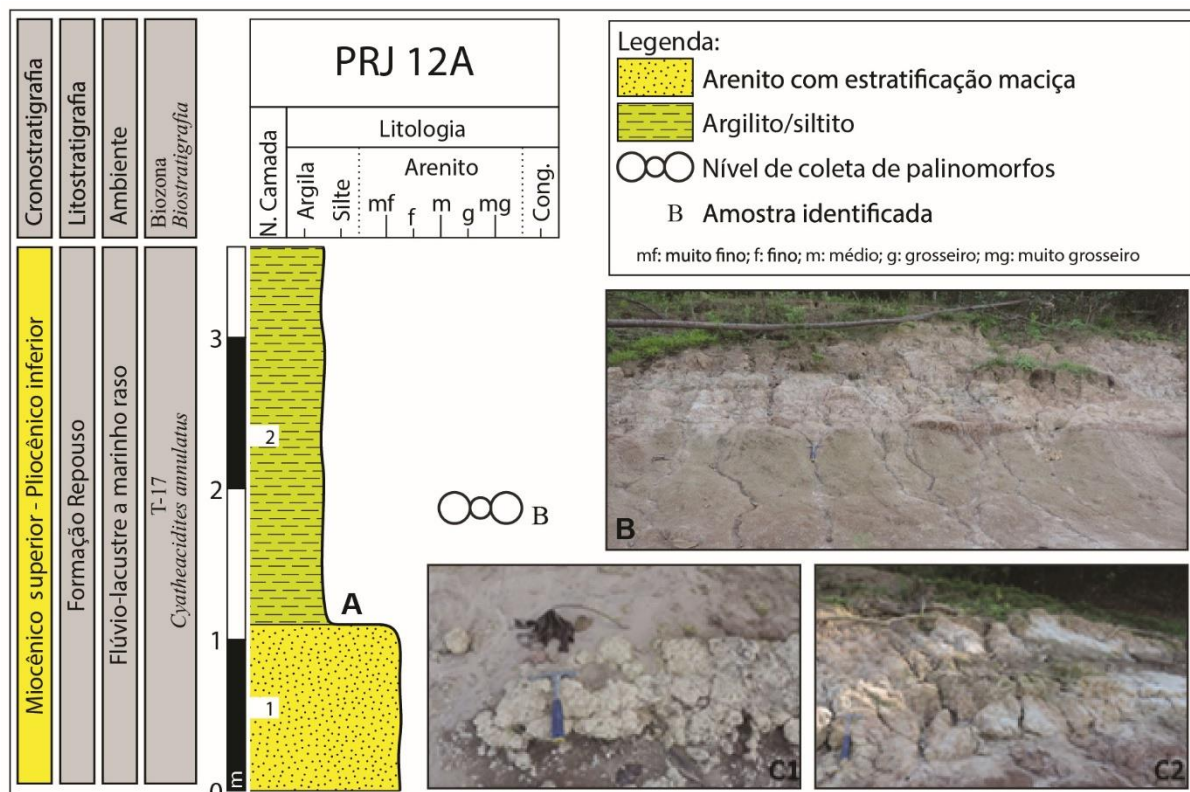 Cronostratigrafia
Litostratigrafia
Ambiente
Biozona
Biostratigrafia
PRJ 12A
N. Camada
Litologia
Argila
Silte
Arenito
mf
f
m
g
mg
Cong.
Legenda:
Arenito com estratificação maciça
Argilito/siltito
Nível de coleta de palinomorfos
B Amostra identificada
mf: muito fino; f: fino; m: médio; g: grosseiro; mg: muito grosseiro
Miocênico superior - Pliocênico inferior
Formação Repouso
Flúvio-lacustre a marinho raso
T-17
Cyatheacidites annulatus
3
2
2
1
1
0
m
A
B
B
C1
C2